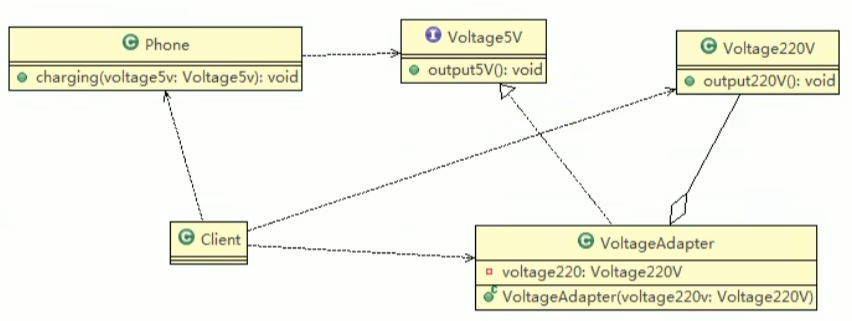 Phone
charging(voltage5v: Voltage5v): void
Voltage5V
output5V(): void
Voltage220V
output220V(): void
Client
VoltageAdapter
voltage220: Voltage220V
VoltageAdapter(voltage220v: Voltage220V)